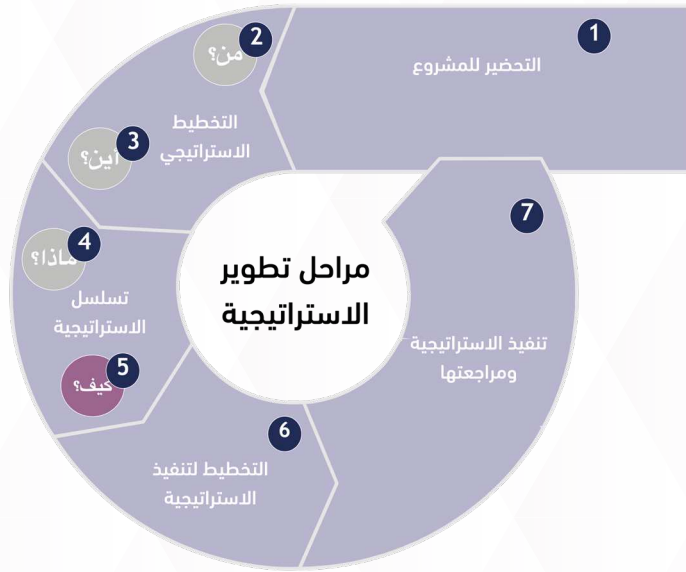 1
التحضير للمشروع
2
من؟
التخطيط
الاستراتيجي
3
أين؟
4
ماذا؟
تسلسل
الاستراتيجية
5
كيف؟
6
التخطيط لتنفيذ
الاستراتيجية
7
تنفيذ الاستراتيجية
ومراجعتها
مراحل تطوير
الاستراتيجية